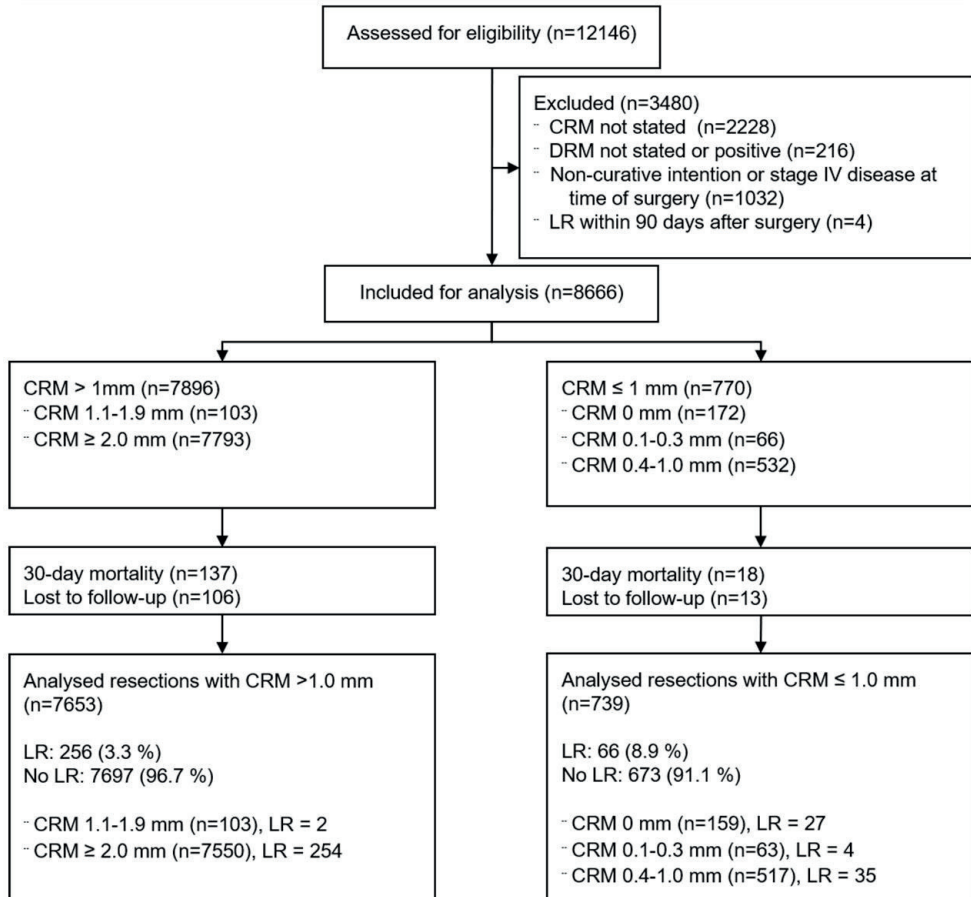 Assessed for eligibility (n=12146)
Excluded (n=3480)
¨ CRM not stated (n=2228)
¨ DRM not stated or positive (n=216)
¨ Non-curative intention or stage IV disease at
time of surgery (n=1032)
¨ LR within 90 days after surgery (n=4)
Included for analysis (n=8666)
CRM > 1mm (n=7896)
¨ CRM 1.1-1.9 mm (n=103)
¨ CRM ≥ 2.0 mm (n=7793)
CRM ≤ 1 mm (n=770)
¨ CRM 0 mm (n=172)
¨ CRM 0.1-0.3 mm (n=66)
¨ CRM 0.4-1.0 mm (n=532)
30-day mortality (n=137)
Lost to follow-up (n=106)
30-day mortality (n=18)
Lost to follow-up (n=13)
Analysed resections with CRM >1.0 mm
(n=7653)
LR: 256 (3.3 %)
No LR: 7697 (96.7 %)
¨ CRM 1.1-1.9 mm (n=103), LR = 2
¨ CRM ≥ 2.0 mm (n=7550), LR = 254
Analysed resections with CRM ≤ 1.0 mm
(n=739)
LR: 66 (8.9 %)
No LR: 673 (91.1 %)
¨ CRM 0 mm (n=159), LR = 27
¨ CRM 0.1-0.3 mm (n=63), LR = 4
¨ CRM 0.4-1.0 mm (n=517), LR = 35